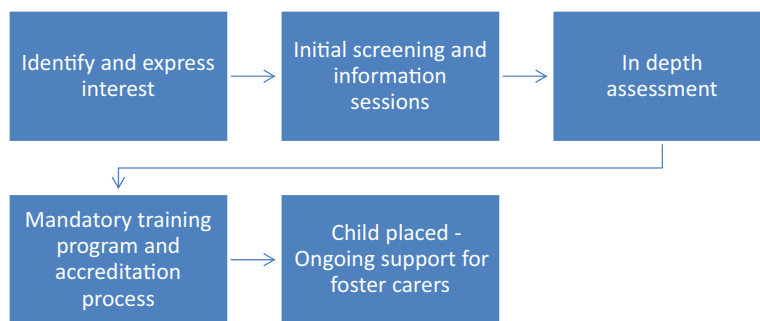 Identify and express
interest
Initial screening and
information
sessions
In depth
assessment
Mandatory training
program and
accreditation
process
Child placed -
Ongoing support for
foster carers